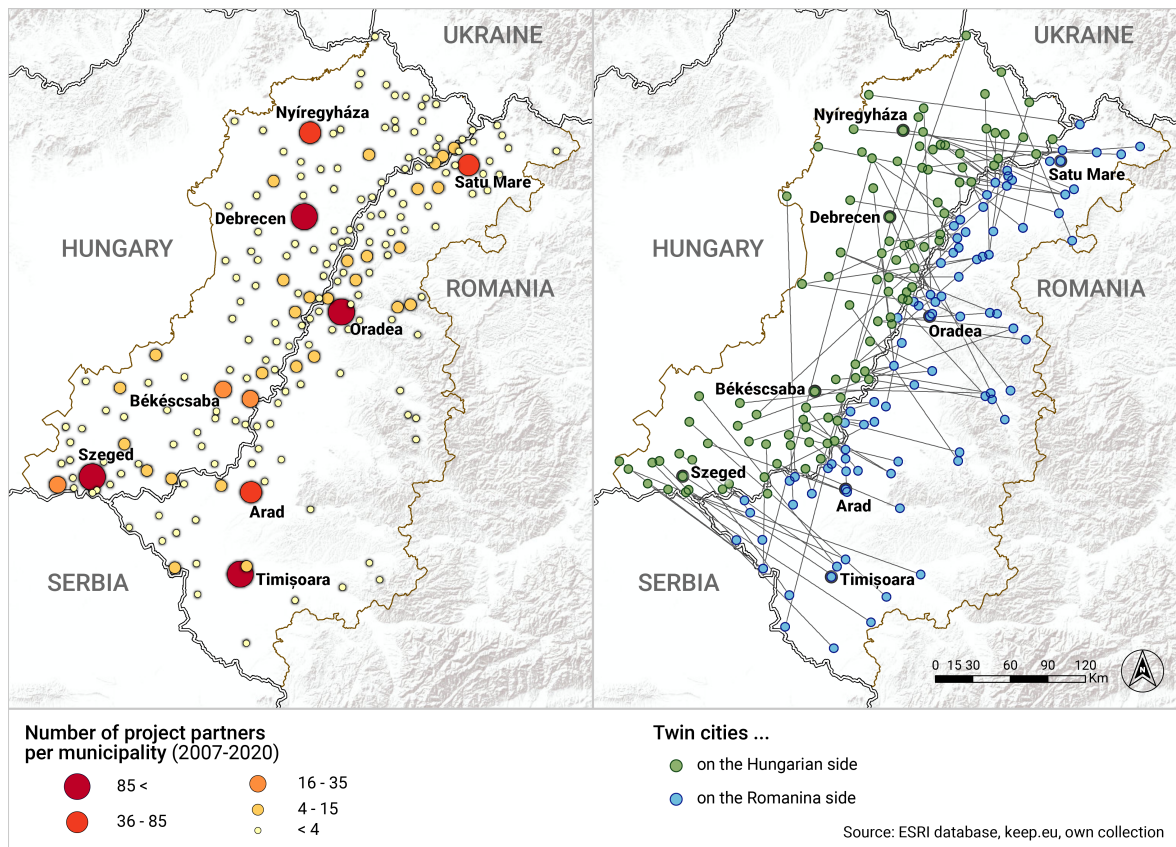 UKRAINE
Nyíregyháza
Satu Mare
Debrecen
HUNGARY
ROMANIA
Oradea
Békéscsaba
Szeged
Arad
SERBIA
Timișoara
UKRAINE
Nyíregyháza
Satu Mare
Debrecen
HUNGARY
ROMANIA
Oradea
Békéscsaba
Szeged
Arad
SERBIA
Timișoara
0 15 30 60 90 120
Km
Number of project partners
per municipality (2007-2020)
85 <
36 - 85
16 - 35
4 - 15
< 4
Twin cities ...
on the Hungarian side
on the Romanina side
Source: ESRI database, keep.eu, own collection